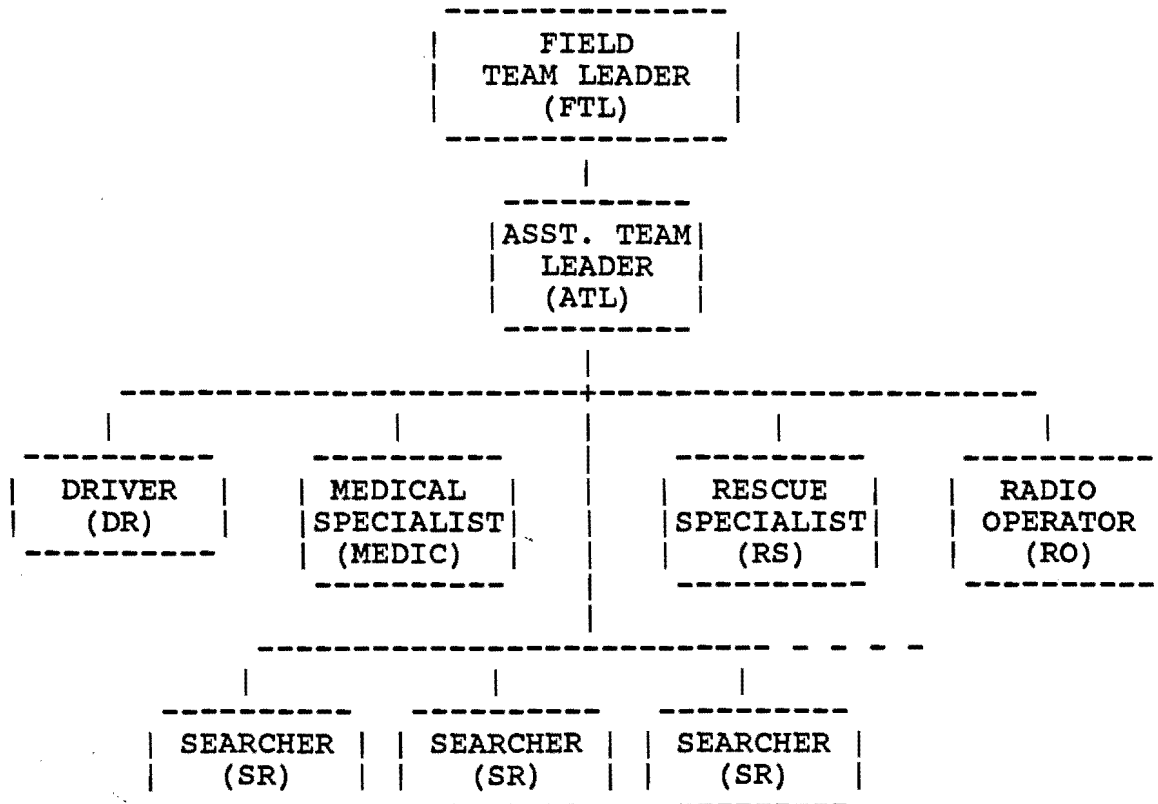 FIELD
TEAM LEADER
(FTL)
ASST. TEAM
LEADER
(ATL)
DRIVER
(DR)
MEDICAL
SPECIALIST
(MEDIC)
RESCUE
SPECIALIST
(RS)
RADIO
OPERATOR
(RO)
SEARCHER
(SR)
SEARCHER
(SR)
SEARCHER
(SR)